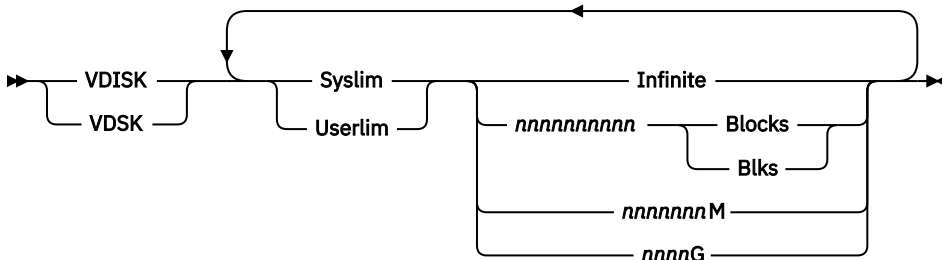 VDISK Syslim Infinite
VDSK Userlim nnnnnnnnnn Blocks
Blks
nnnnnnnM
nnnnG